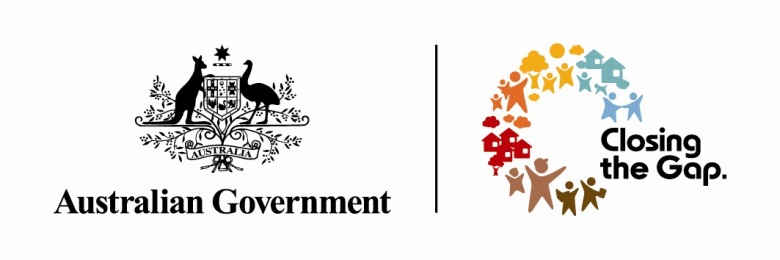 AUSTRALIA
Australian Government
Closing
the Gap.